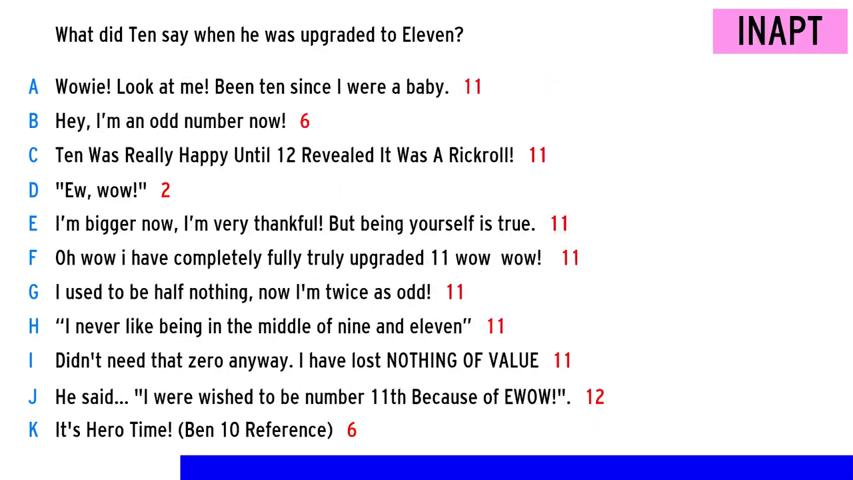 What did Ten say when he was upgraded to Eleven?
INAPT
A Wowie! Look at me! Been ten since I were a baby. 11
B Hey, I'm an odd number now! 6
C Ten Was Really Happy Until 12 Revealed It Was A Rickroll! 11
D "Ew, wow!" 2
E I'm bigger now, I'm very thankful! But being yourself is true. 11
F Oh wow i have completely fully truly upgraded 11 wow wow! 11
G I used to be half nothing, now I'm twice as odd! 11
H “I never like being in the middle of nine and eleven” 11
I Didn't need that zero anyway. I have lost NOTHING OF VALUE 11
J He said... "I were wished to be number 11th Because of EWOW!". 12
K It's Hero Time! (Ben 10 Reference) 6